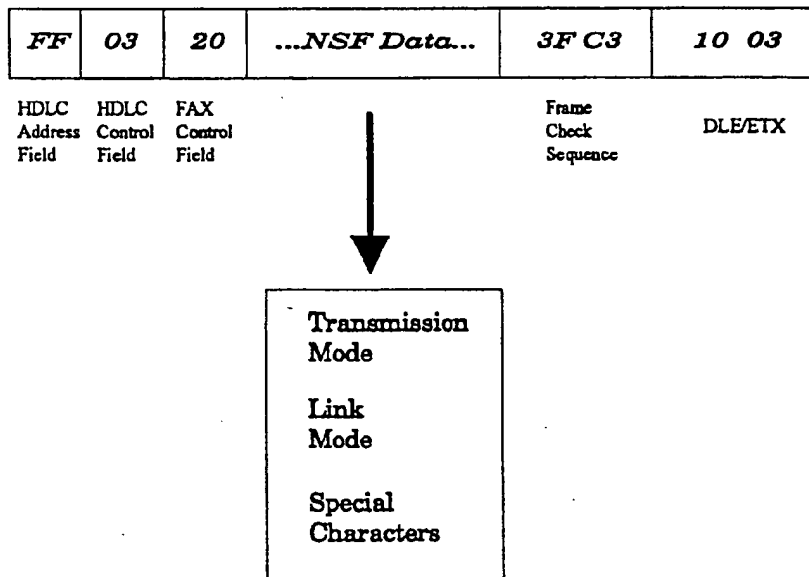 FF 03 20 ...NSF Data... 3F C3 10 03
HDLC Address Field
HDLC Control Field
FAX Control Field
Frame Check Sequence
DLE/ETX
Transmission
Mode
Link
Mode
Special
Characters